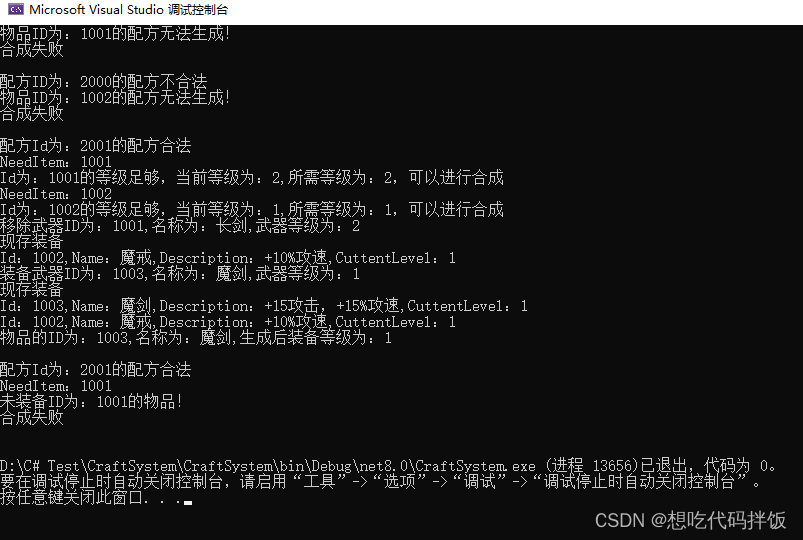 Microsoft Visual Studio 调试控制台
物品ID为: 1001的配方无法生成!
合成失败
配方ID为: 2000的配方不合法
物品ID为: 1002的配方无法生成!
合成失败
配方Id为: 2001的配方合法
NeedItem: 1001
Id为: 1001的等级足够, 当前等级为: 2,所需等级为: 2, 可以进行合成
NeedItem: 1002
Id为: 1002的等级足够, 当前等级为: 1,所需等级为: 1, 可以进行合成
移除武器ID为: 1001,名称为: 长剑,武器等级为: 2
现存装备
Id: 1002,Name: 魔戒,Description: +10%攻速,CuttentLevel: 1
装备武器ID为: 1003,名称为: 魔剑,武器等级为: 1
现存装备
Id: 1003,Name: 魔剑,Description: +15攻击, +15%攻速,CuttentLevel: 1
Id: 1002,Name: 魔戒,Description: +10%攻速,CuttentLevel: 1
物品的ID为: 1003,名称为: 魔剑,生成后装备等级为: 1
配方Id为: 2001的配方合法
NeedItem: 1001
未装备ID为: 1001的物品!
合成失败
D:\C# Test\CraftSystem\CraftSystem\bin\Debug\net8.0\CraftSystem.exe (进程 13656)已退出, 代码为 0。
要在调试停止时自动关闭控制台, 请启用“工具”->“选项”->“调试”->“调试停止时自动关闭控制台”。
按任意键关闭此窗口. . .
CSDN @想吃代码拌饭